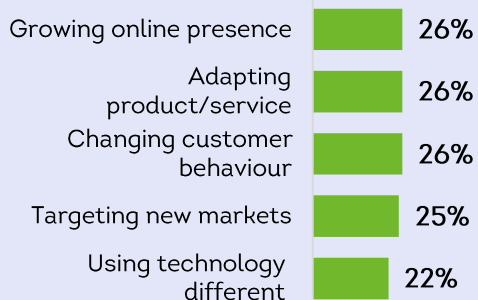 Growing online presence 26%
Adapting
product/service 26%
Changing customer
behaviour 26%
Targeting new markets 25%
Using technology
different 22%